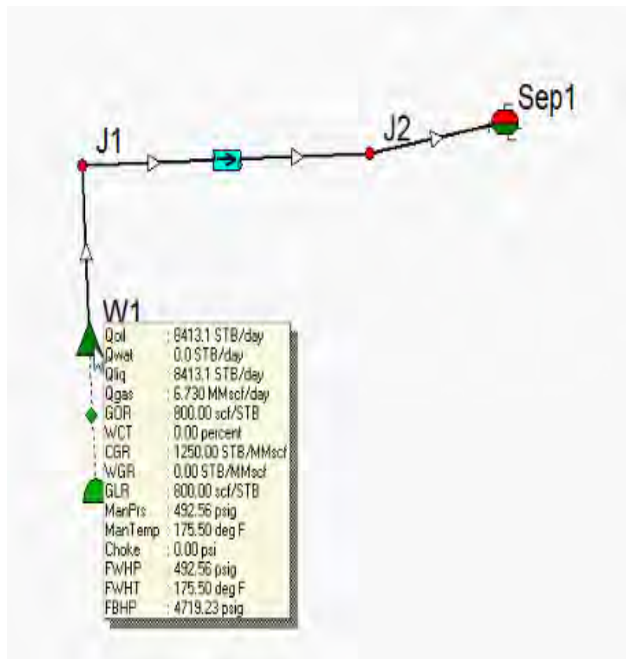 Sep1
J1
J2
W1
Qoil : 8413.1 STB/day
Qwat : 0.0 STB/day
Qliq : 8413.1 STB/day
Qgas : 6.730 MMscf/day
GOR : 800.00 scf/STB
WCT : 0.00 percent
CGR : 1250.00 STB/MMscf
WGR : 0.00 STB/MMscf
GLR : 800.00 scf/STB
ManPrs : 492.56 psig
ManTemp : 175.50 deg F
Choke : 0.00 psi
FWHP : 492.56 psig
FWHT : 175.50 deg F
FBHP : 4719.23 psig